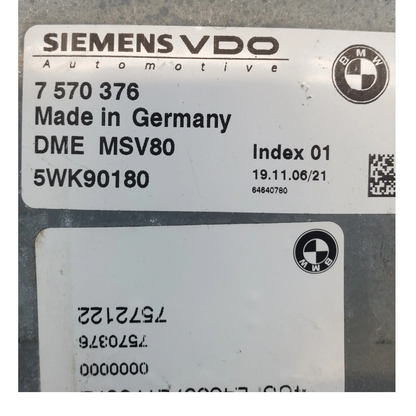 SIEMENS VDO
Automotive
BMW
7 570 376
Made in Germany
DME MSV80
Index 01
5WK90180
19.11.06/21
64640780
BMW
7572122
7570376
0000000